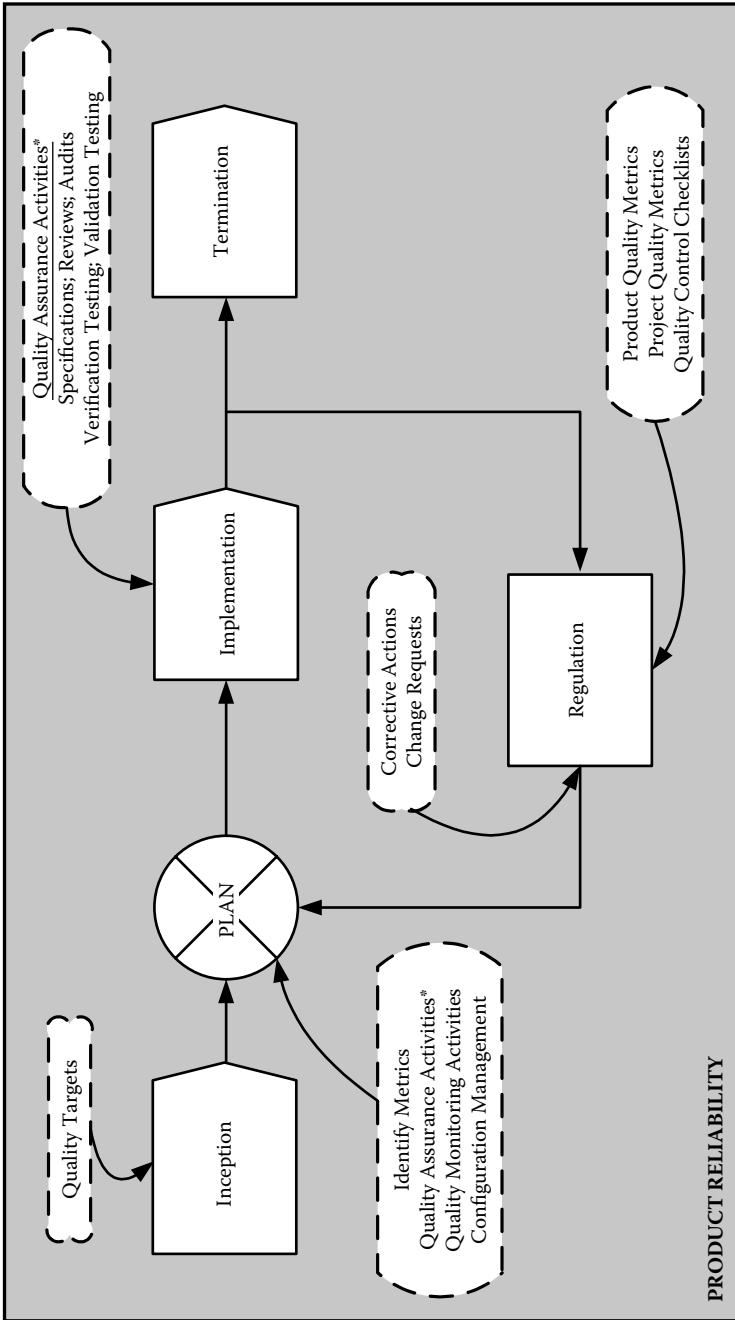 Quality Assurance Activities*
Specifications; Reviews; Audits
Verification Testing; Validation Testing
Quality Targets
Inception
PLAN
Implementation
Termination
Identify Metrics
Quality Assurance Activities*
Quality Monitoring Activities
Configuration Management
Corrective Actions
Change Requests
Regulation
Product Quality Metrics
Project Quality Metrics
Quality Control Checklists
PRODUCT RELIABILITY